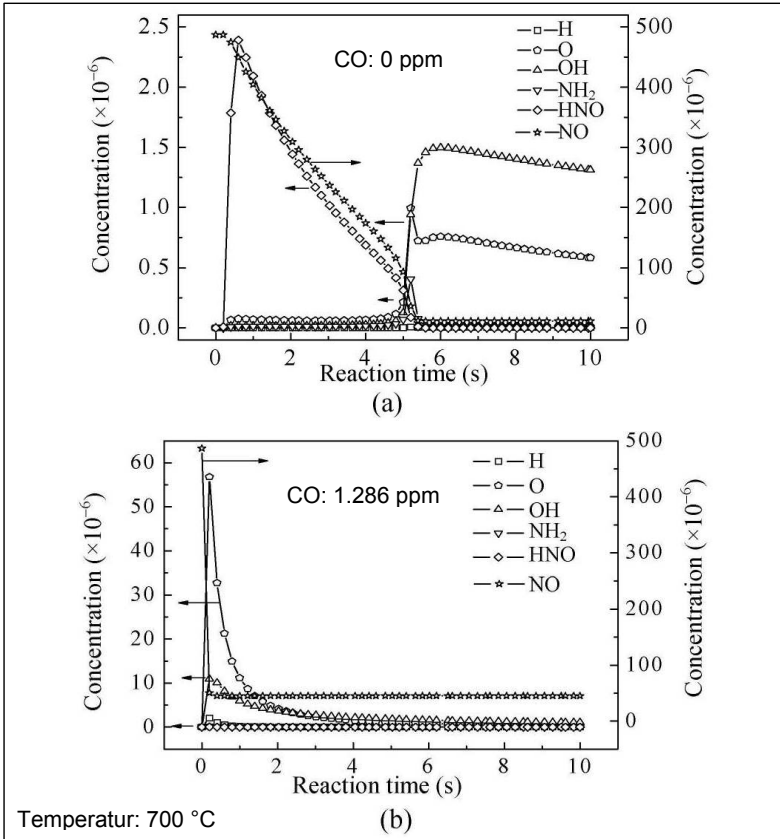 2.5
2.0
1.5
1.0
0.5
0.0
Concentration (×10⁻⁶)
CO: 0 ppm
H
O
OH
NH₂
HNO
NO
500
400
300
200
100
0
Concentration (×10⁻⁶)
0 2 4 6 8 10
Reaction time (s)
(a)
60
50
40
30
20
10
0
Concentration (×10⁻⁶)
CO: 1.286 ppm
H
O
OH
NH₂
HNO
NO
500
400
300
200
100
0
Concentration (×10⁻⁶)
0 2 4 6 8 10
Reaction time (s)
Temperatur: 700 °C
(b)